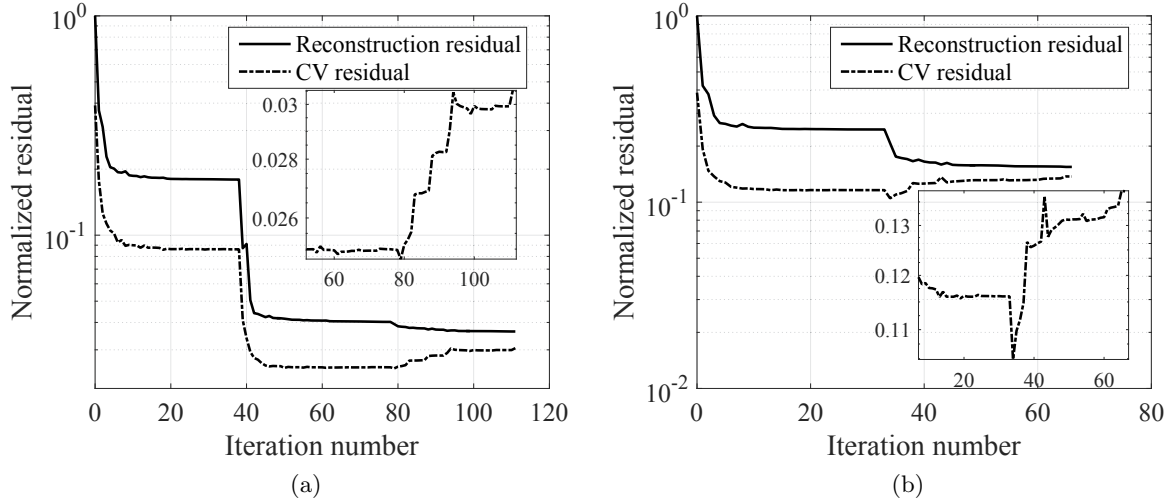 10^0
Reconstruction residual
CV residual
0.03
0.028
0.026
60
80
100
10^-1
Normalized residual
0
20
40
60
80
100
120
Iteration number
(a)
10^0
Reconstruction residual
CV residual
10^-1
0.13
0.12
0.11
20
40
60
10^-2
Normalized residual
0
20
40
60
80
Iteration number
(b)